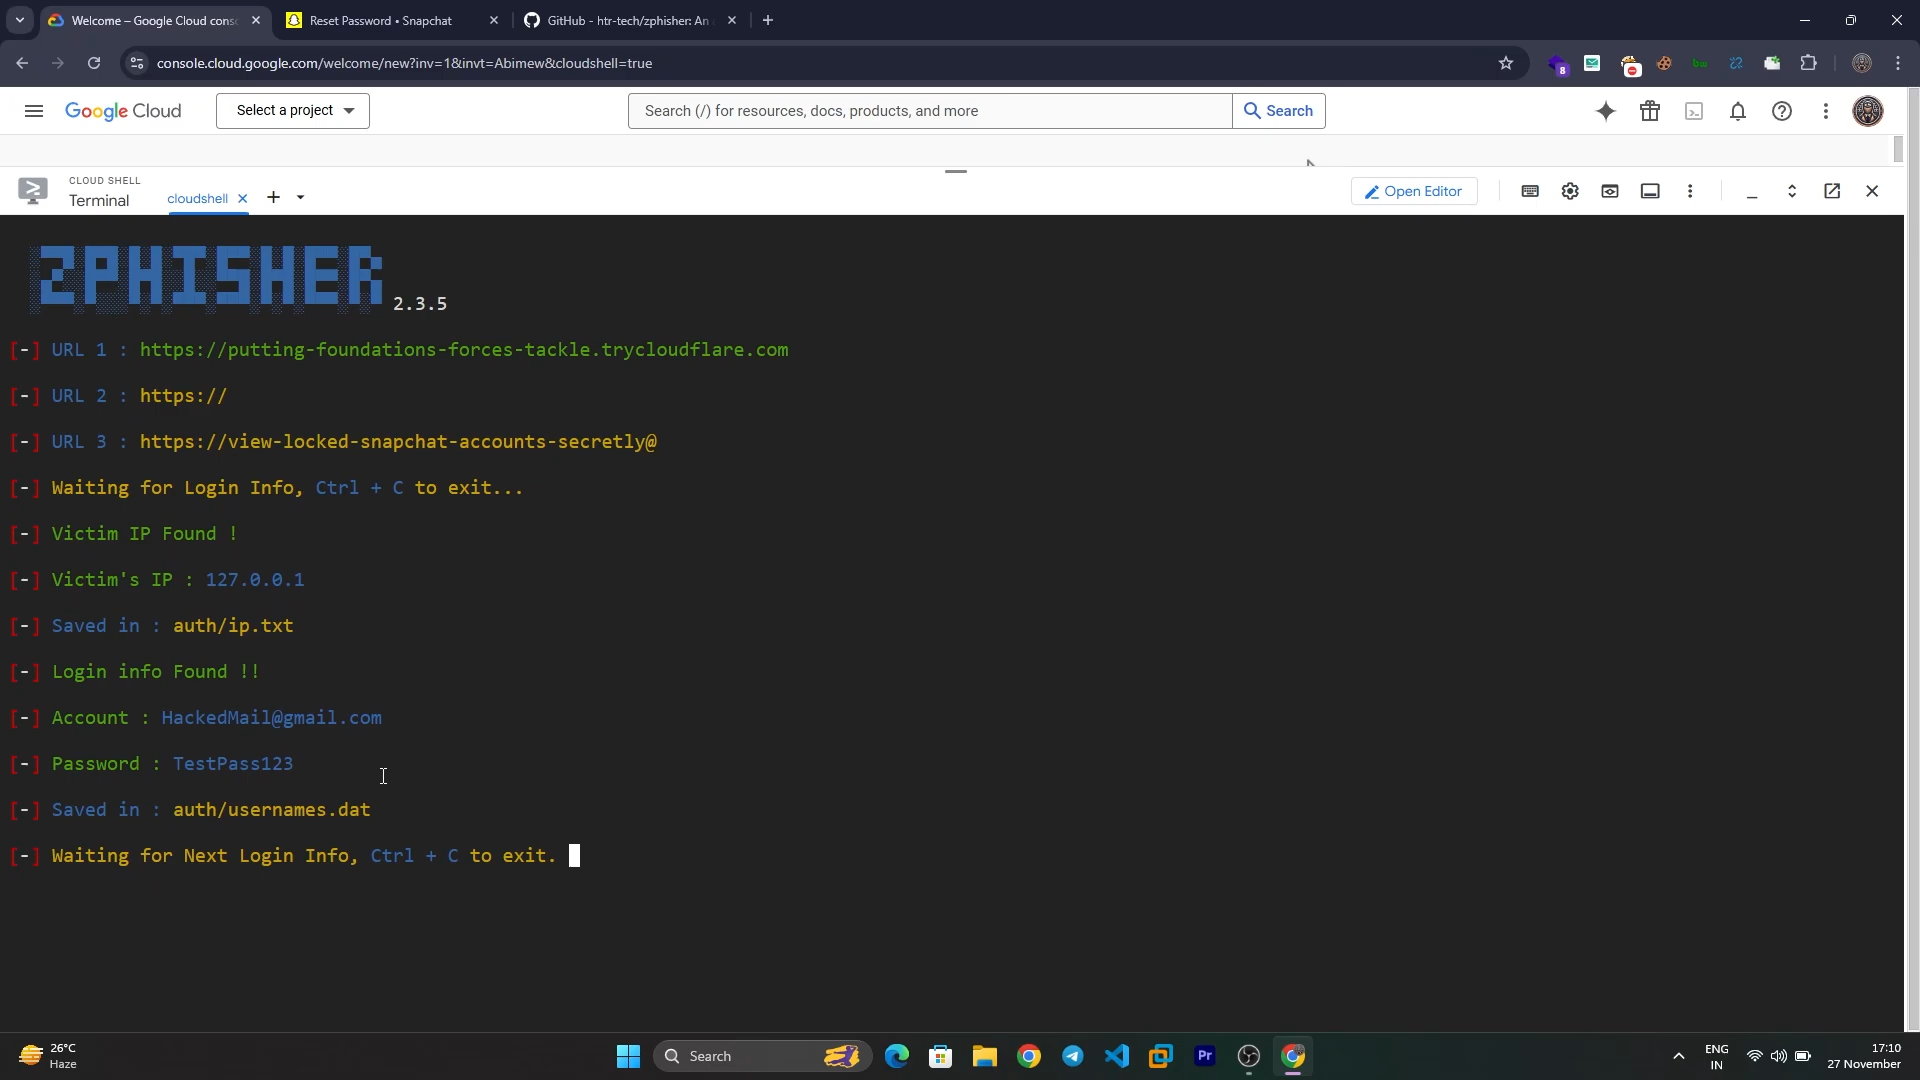 Welcome – Google Cloud cons
Reset Password • Snapchat
GitHub - htr-tech/zphisher: An
console.cloud.google.com/welcome/new?inv=1&invt=Abimew&cloudshell=true
8
bw
Google Cloud
Select a project
Search (/) for resources, docs, products, and more
Search
CLOUD SHELL
Terminal
cloudshell
Open Editor
ZPHISHER
2.3.5
[-] URL 1 : https://putting-foundations-forces-tackle.trycloudflare.com
[-] URL 2 : https://
[-] URL 3 : https://view-locked-snapchat-accounts-secretly@
[-] Waiting for Login Info, Ctrl + C to exit...
[-] Victim IP Found !
[-] Victim's IP : 127.0.0.1
[-] Saved in : auth/ip.txt
[-] Login info Found !!
[-] Account : HackedMail@gmail.com
[-] Password : TestPass123
[-] Saved in : auth/usernames.dat
[-] Waiting for Next Login Info, Ctrl + C to exit.
26°C
Haze
Search
Pr
ENG
IN
17:10
27 November